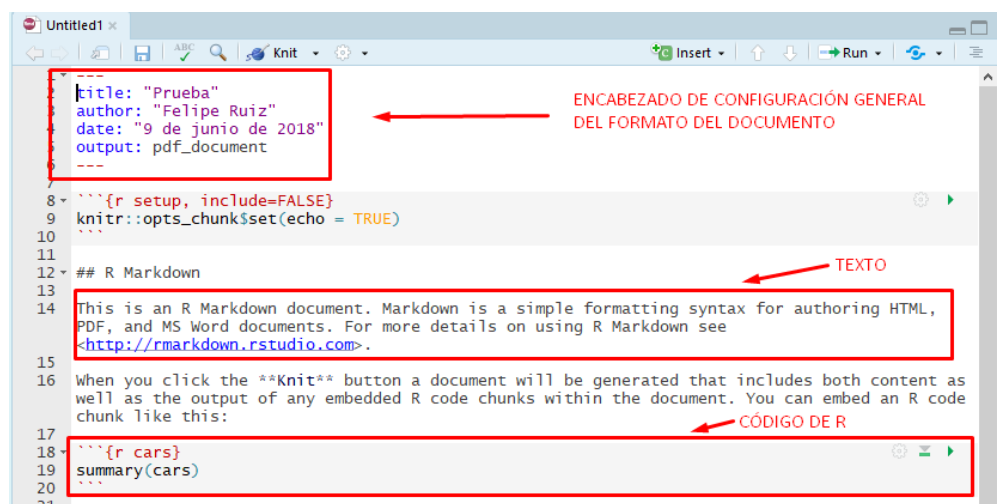 Untitled1
ABC Knit Insert Run
1 ---
2 title: "Prueba"
3 author: "Felipe Ruiz"
4 date: "9 de junio de 2018"
5 output: pdf_document
6 ---
ENCABEZADO DE CONFIGURACIÓN GENERAL
DEL FORMATO DEL DOCUMENTO
7
8 ```{r setup, include=FALSE}
9 knitr::opts_chunk$set(echo = TRUE)
10 ```
11
12 ## R Markdown
TEXTO
13
14 This is an R Markdown document. Markdown is a simple formatting syntax for authoring HTML,
PDF, and MS Word documents. For more details on using R Markdown see
<http://rmarkdown.rstudio.com>.
15
16 When you click the **Knit** button a document will be generated that includes both content as
well as the output of any embedded R code chunks within the document. You can embed an R code
chunk like this:
CÓDIGO DE R
17
18 ```{r cars}
19 summary(cars)
20 ```
21